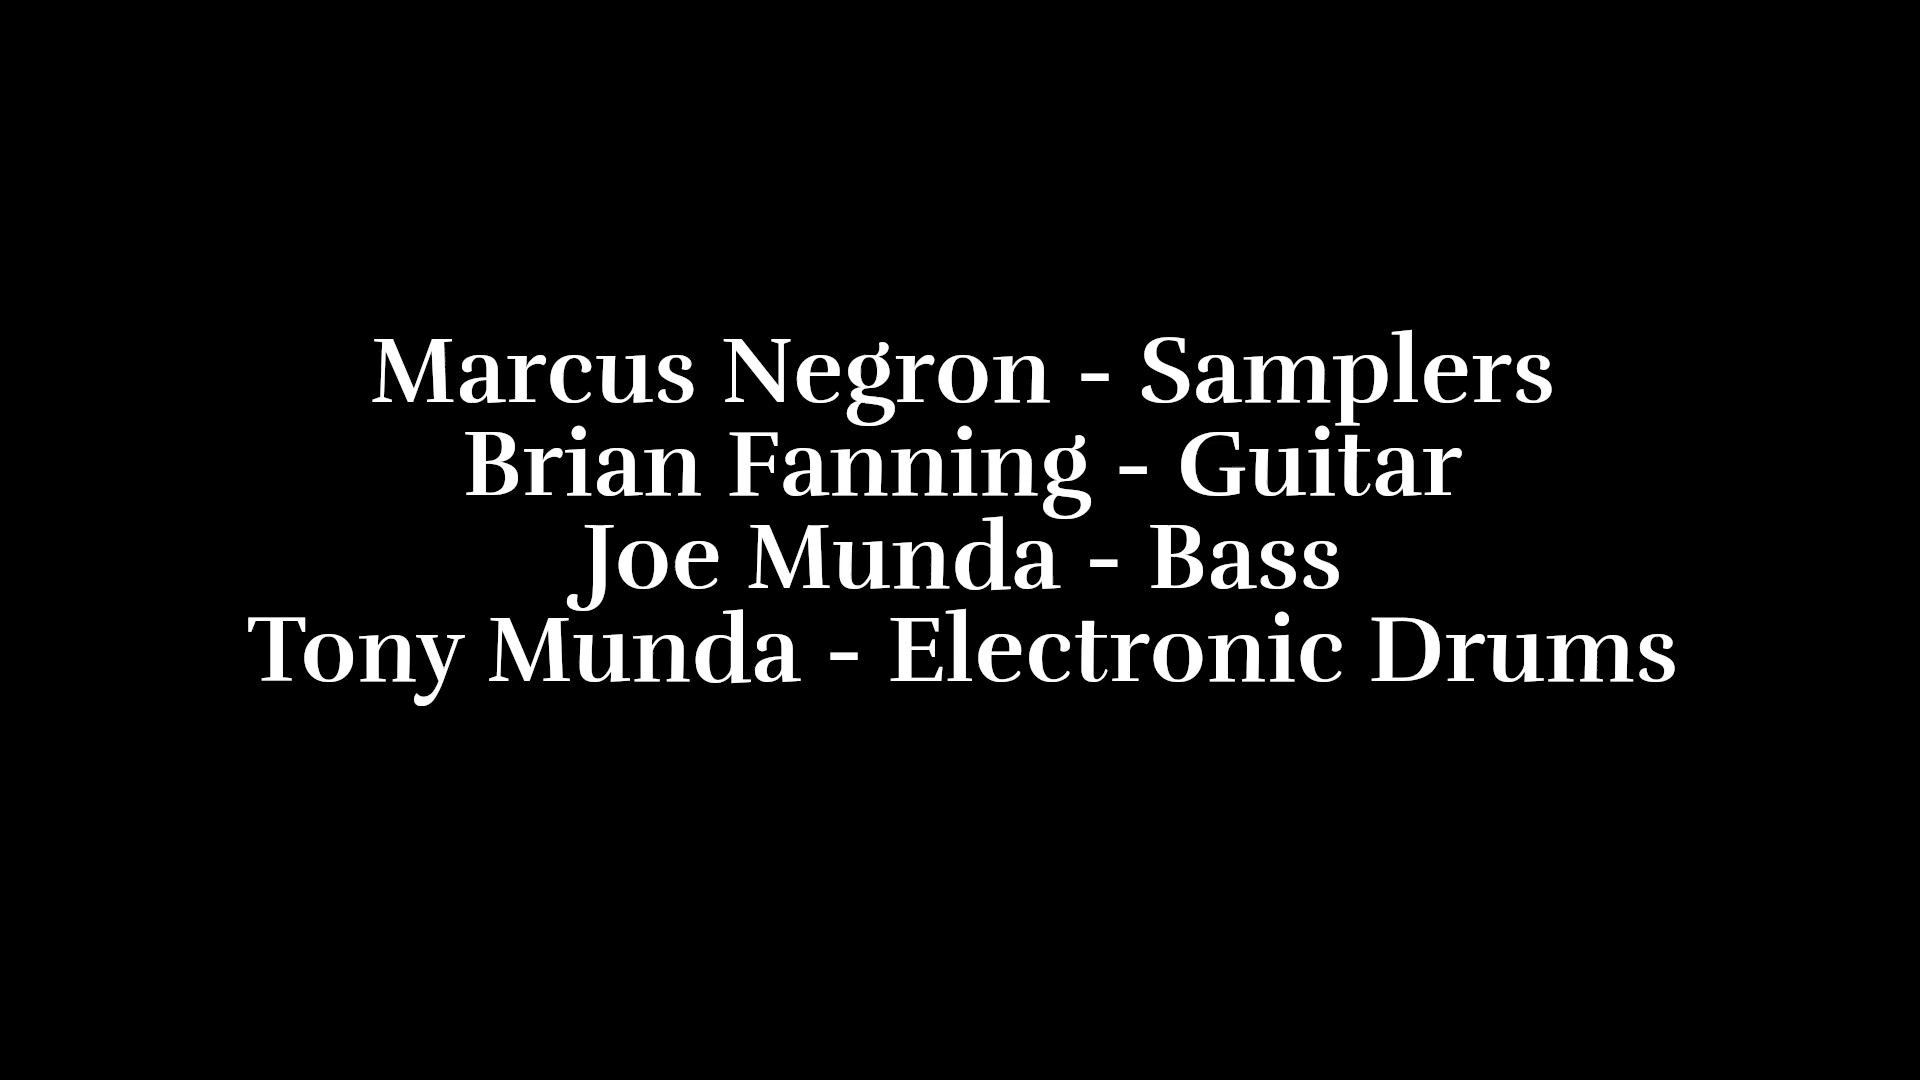 Marcus Negron - Samplers
Brian Fanning - Guitar
Joe Munda - Bass
Tony Munda - Electronic Drums